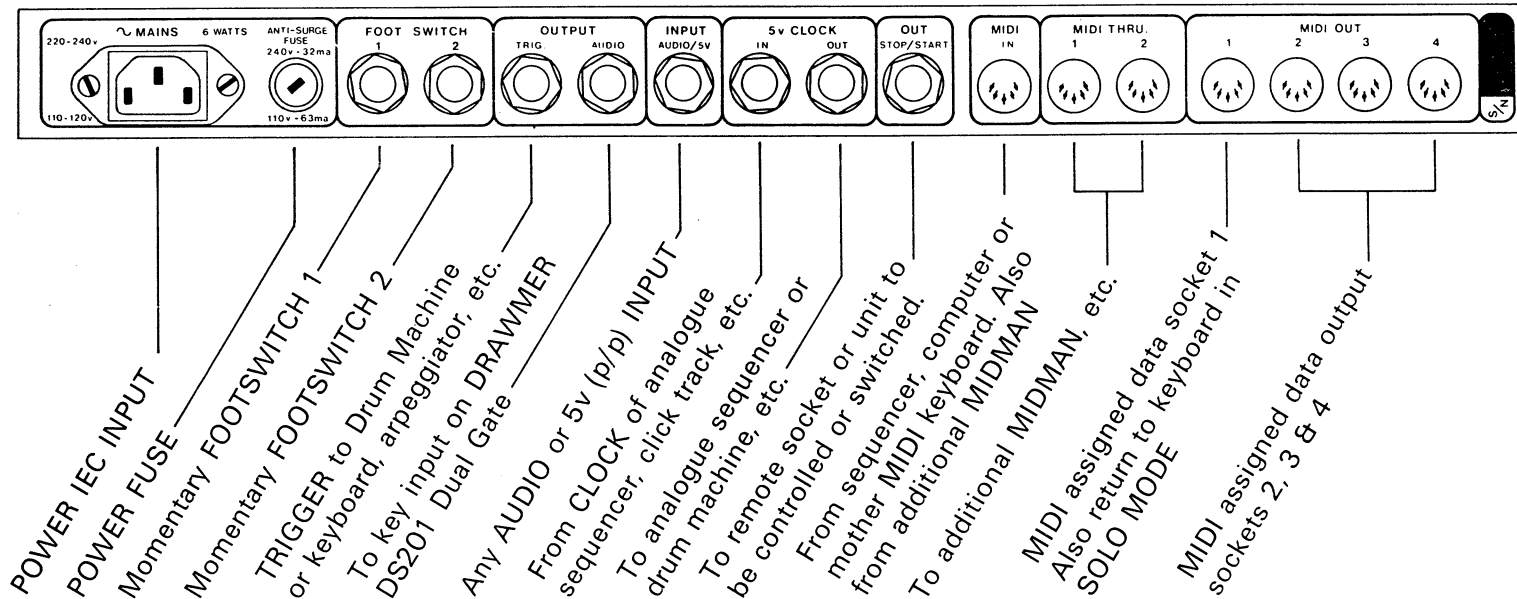 ∿ MAINS
6 WATTS
220-240v
110-120v
ANTI-SURGE
FUSE
240v - 32ma
110v - 63ma
FOOT SWITCH
1
2
OUTPUT
TRIG.
AUDIO
INPUT
AUDIO/5V
5v CLOCK
IN
OUT
OUT
STOP/START
MIDI
IN
MIDI THRU.
1
2
MIDI OUT
1
2
3
4
S/N
POWER IEC INPUT
POWER FUSE
Momentary FOOTSWITCH 1
Momentary FOOTSWITCH 2
TRIGGER to Drum Machine
or keyboard, arpeggiator, etc.
To key input on DRAWMER
DS201 Dual Gate
Any AUDIO or 5v (p/p) INPUT
From CLOCK of analogue
sequencer, click track, etc.
To analogue sequencer or
drum machine, etc.
To remote socket or unit to
be controlled or switched.
From sequencer, computer or
mother MIDI keyboard. Also
from additional MIDMAN
To additional MIDMAN, etc.
MIDI assigned data socket 1
Also return to keyboard in
SOLO MODE
MIDI assigned data output
sockets 2, 3 & 4